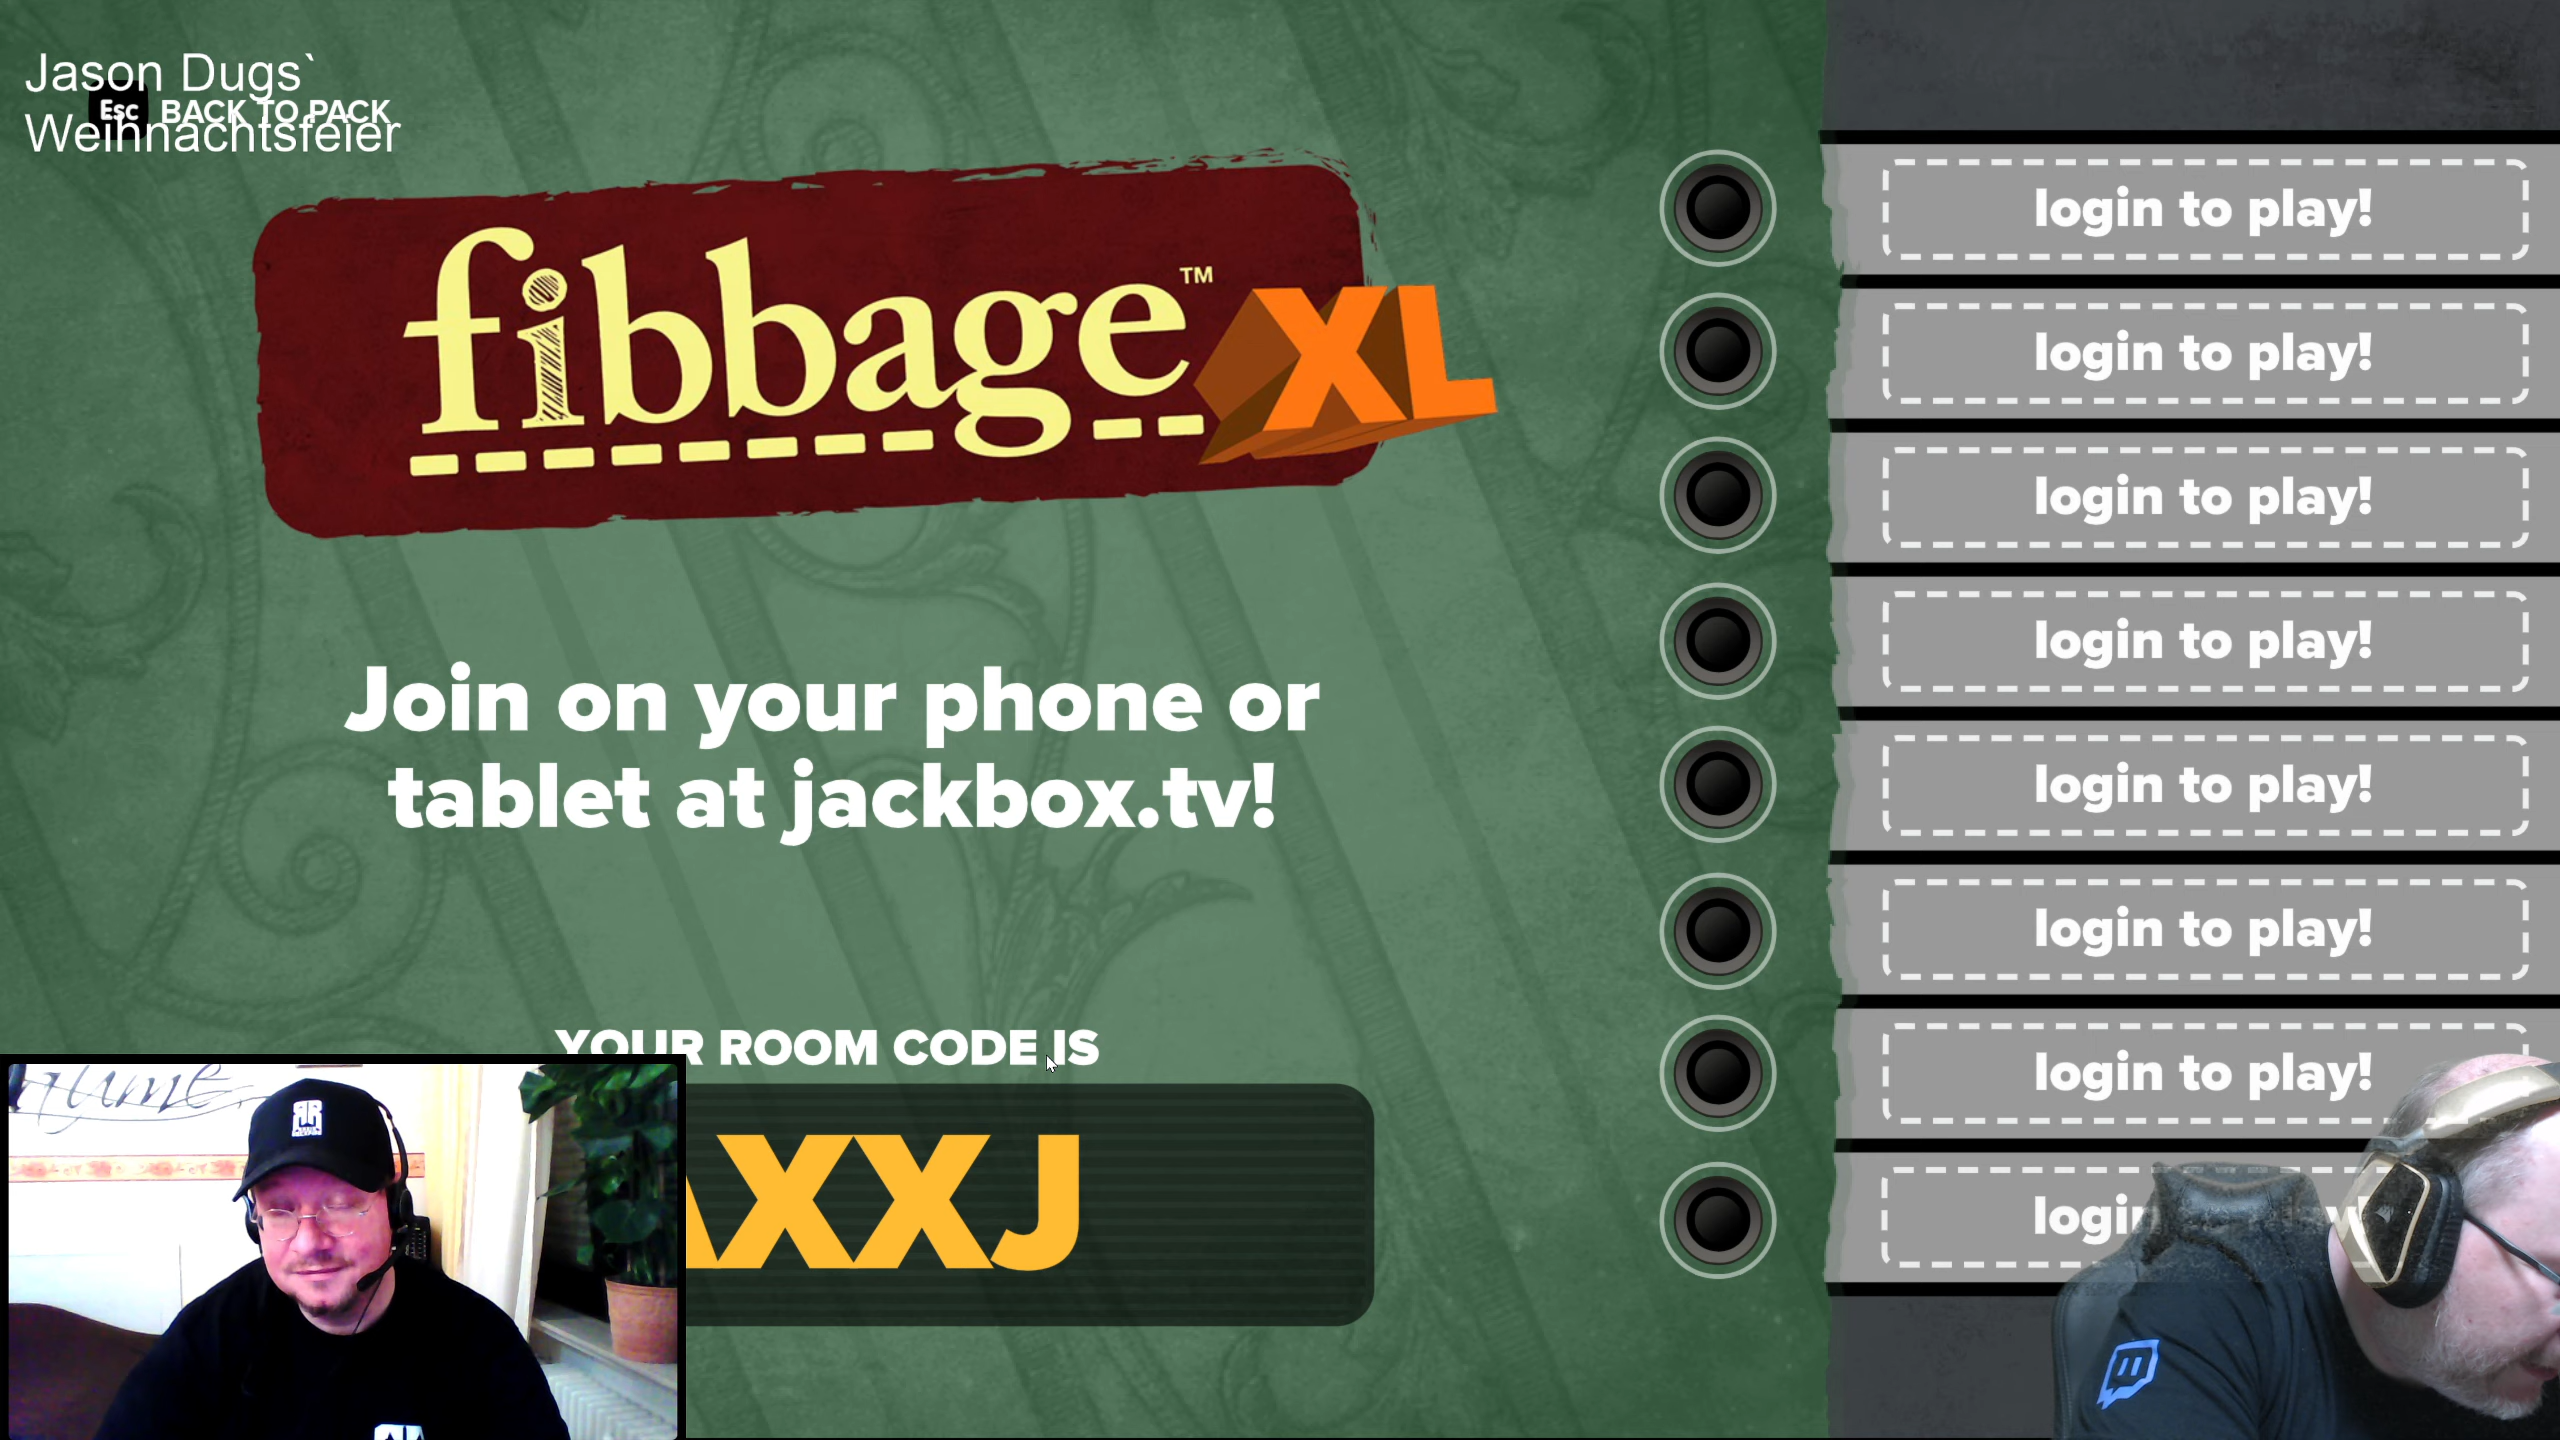 Jason Dugs`
Esc BACK TO PACK
Weihnachtsfeier
fibbage™ XL
Join on your phone or
tablet at jackbox.tv!
YOUR ROOM CODE IS
XXJ
login to play!
login to play!
login to play!
login to play!
login to play!
login to play!
login to play!
login